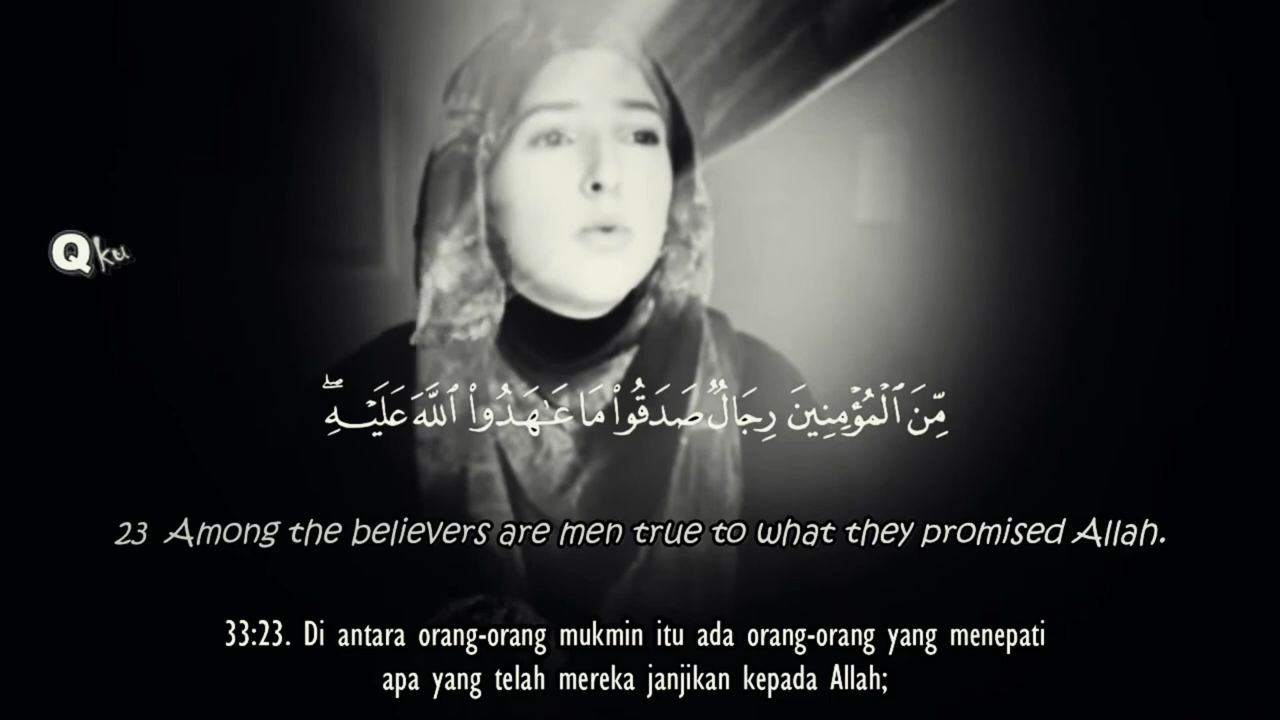 Qku
مِّنَ ٱلْمُؤْمِنِينَ رِجَالٌ صَدَقُوا۟ مَا عَـٰهَدُوا۟ ٱللَّهَ عَلَيْهِ ۖ
23 Among the believers are men true to what they promised Allah.
33:23. Di antara orang-orang mukmin itu ada orang-orang yang menepati
apa yang telah mereka janjikan kepada Allah;